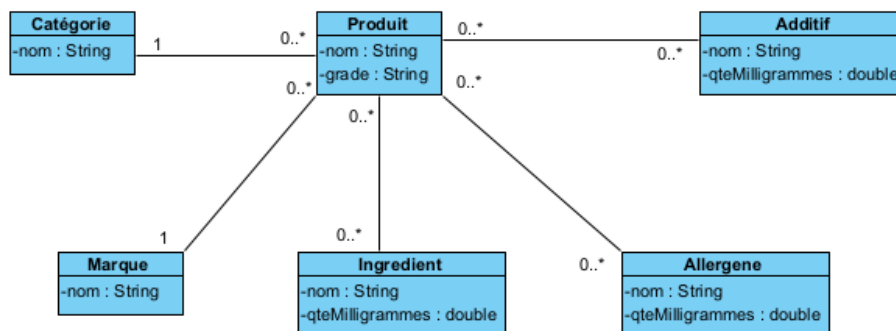 Catégorie
-nom : String
1
0..*
Produit
-nom : String
-grade : String
0..*
0..*
Additif
-nom : String
-qteMilligrammes : double
0..*
0..*
0..*
1
0..*
0..*
Marque
-nom : String
Ingredient
-nom : String
-qteMilligrammes : double
Allergene
-nom : String
-qteMilligrammes : double